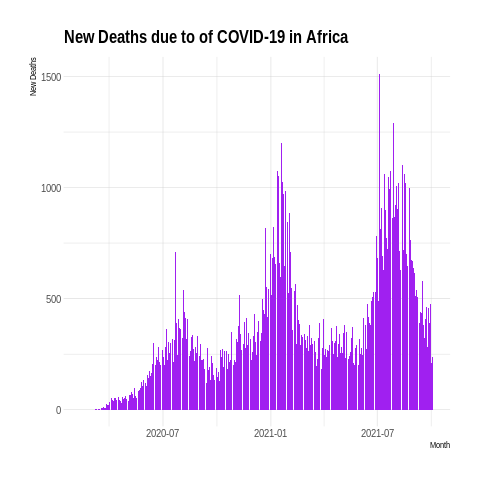 New Deaths due to of COVID-19 in Africa
New Deaths
1500
1000
500
0
2020-07
2021-01
2021-07
Month